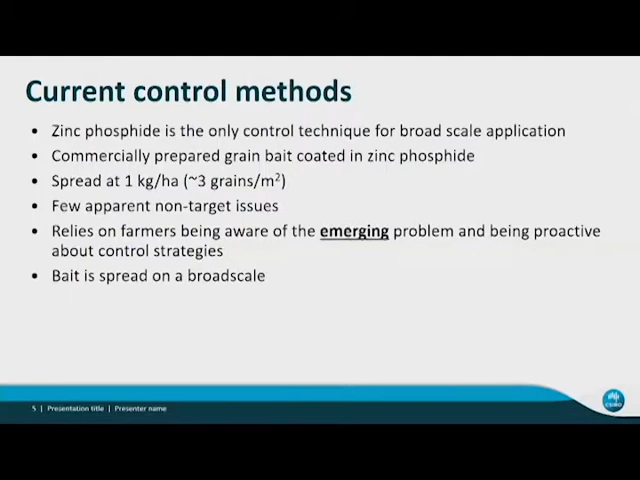 Current control methods
• Zinc phosphide is the only control technique for broad scale application
• Commercially prepared grain bait coated in zinc phosphide
• Spread at 1 kg/ha (~3 grains/m²)
• Few apparent non-target issues
• Relies on farmers being aware of the emerging problem and being proactive
about control strategies
• Bait is spread on a broadscale
5 | Presentation title | Presenter name
CSIRO